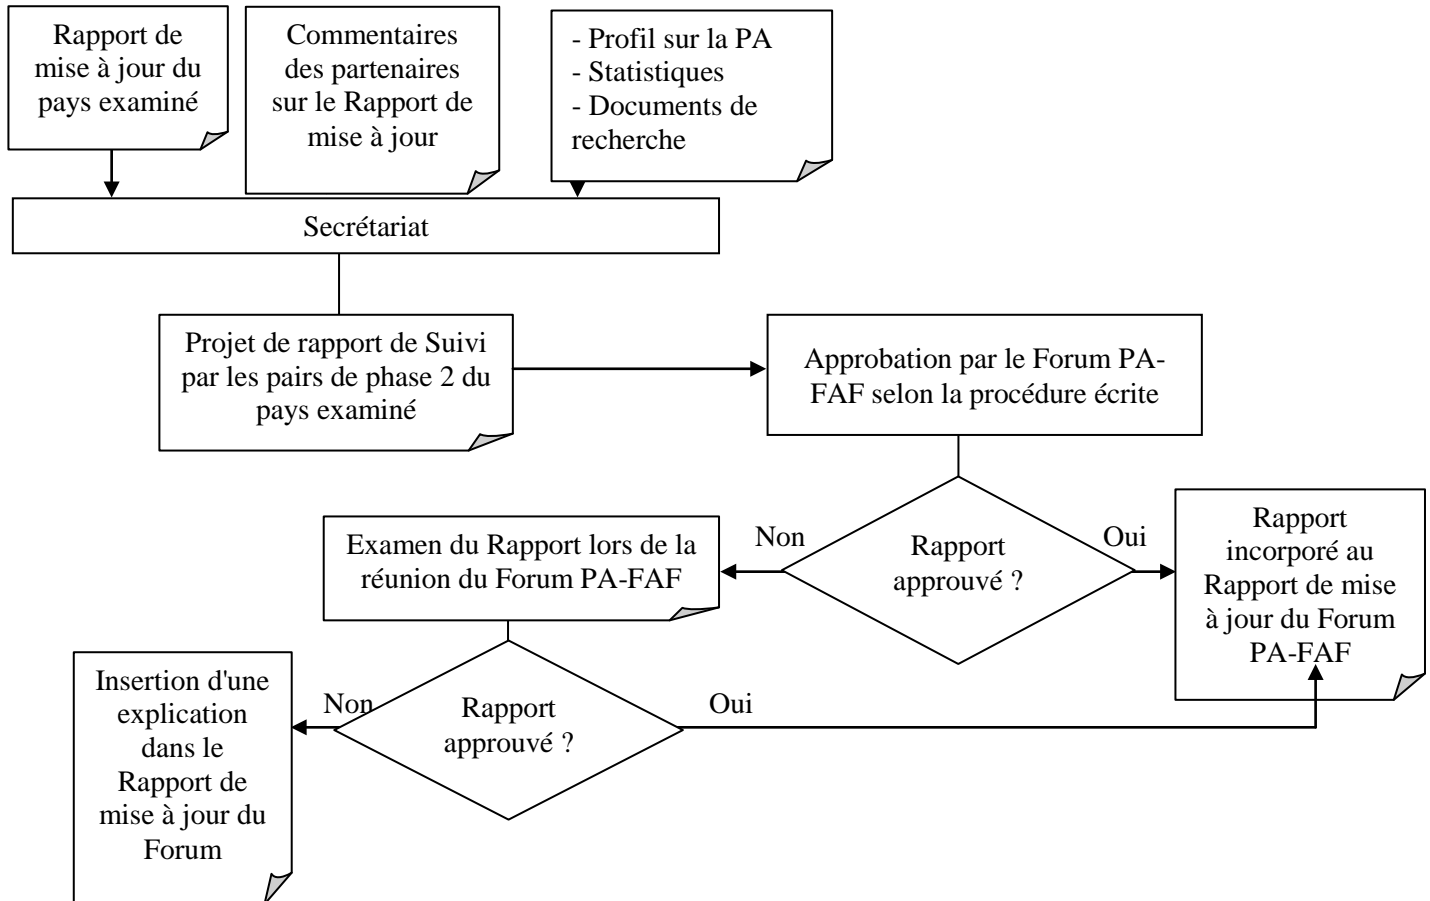 Rapport de
mise à jour du
pays examiné
Commentaires
des partenaires
sur le Rapport de
mise à jour
- Profil sur la PA
- Statistiques
- Documents de
recherche
Secrétariat
Projet de rapport de Suivi
par les pairs de phase 2 du
pays examiné
Approbation par le Forum PA-
FAF selon la procédure écrite
Non
Rapport
approuvé ?
Oui
Rapport
incorporé au
Rapport de mise
à jour du Forum
PA-FAF
Examen du Rapport lors de la
réunion du Forum PA-FAF
Non
Rapport
approuvé ?
Oui
Insertion d'une
explication
dans le
Rapport de
mise à jour du
Forum